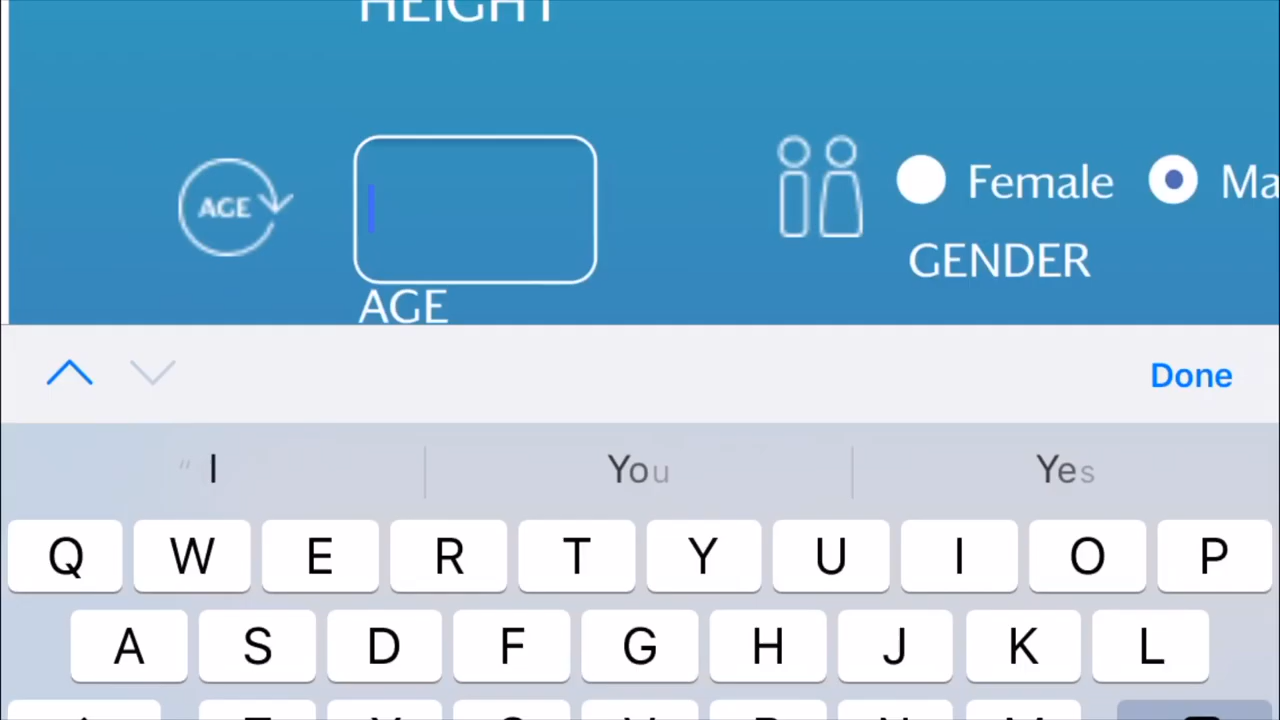 HEIGHT
AGE
Female
Ma
GENDER
AGE
Done
I
You
Yes
Q W E R T Y U I O P
A S D F G H J K L